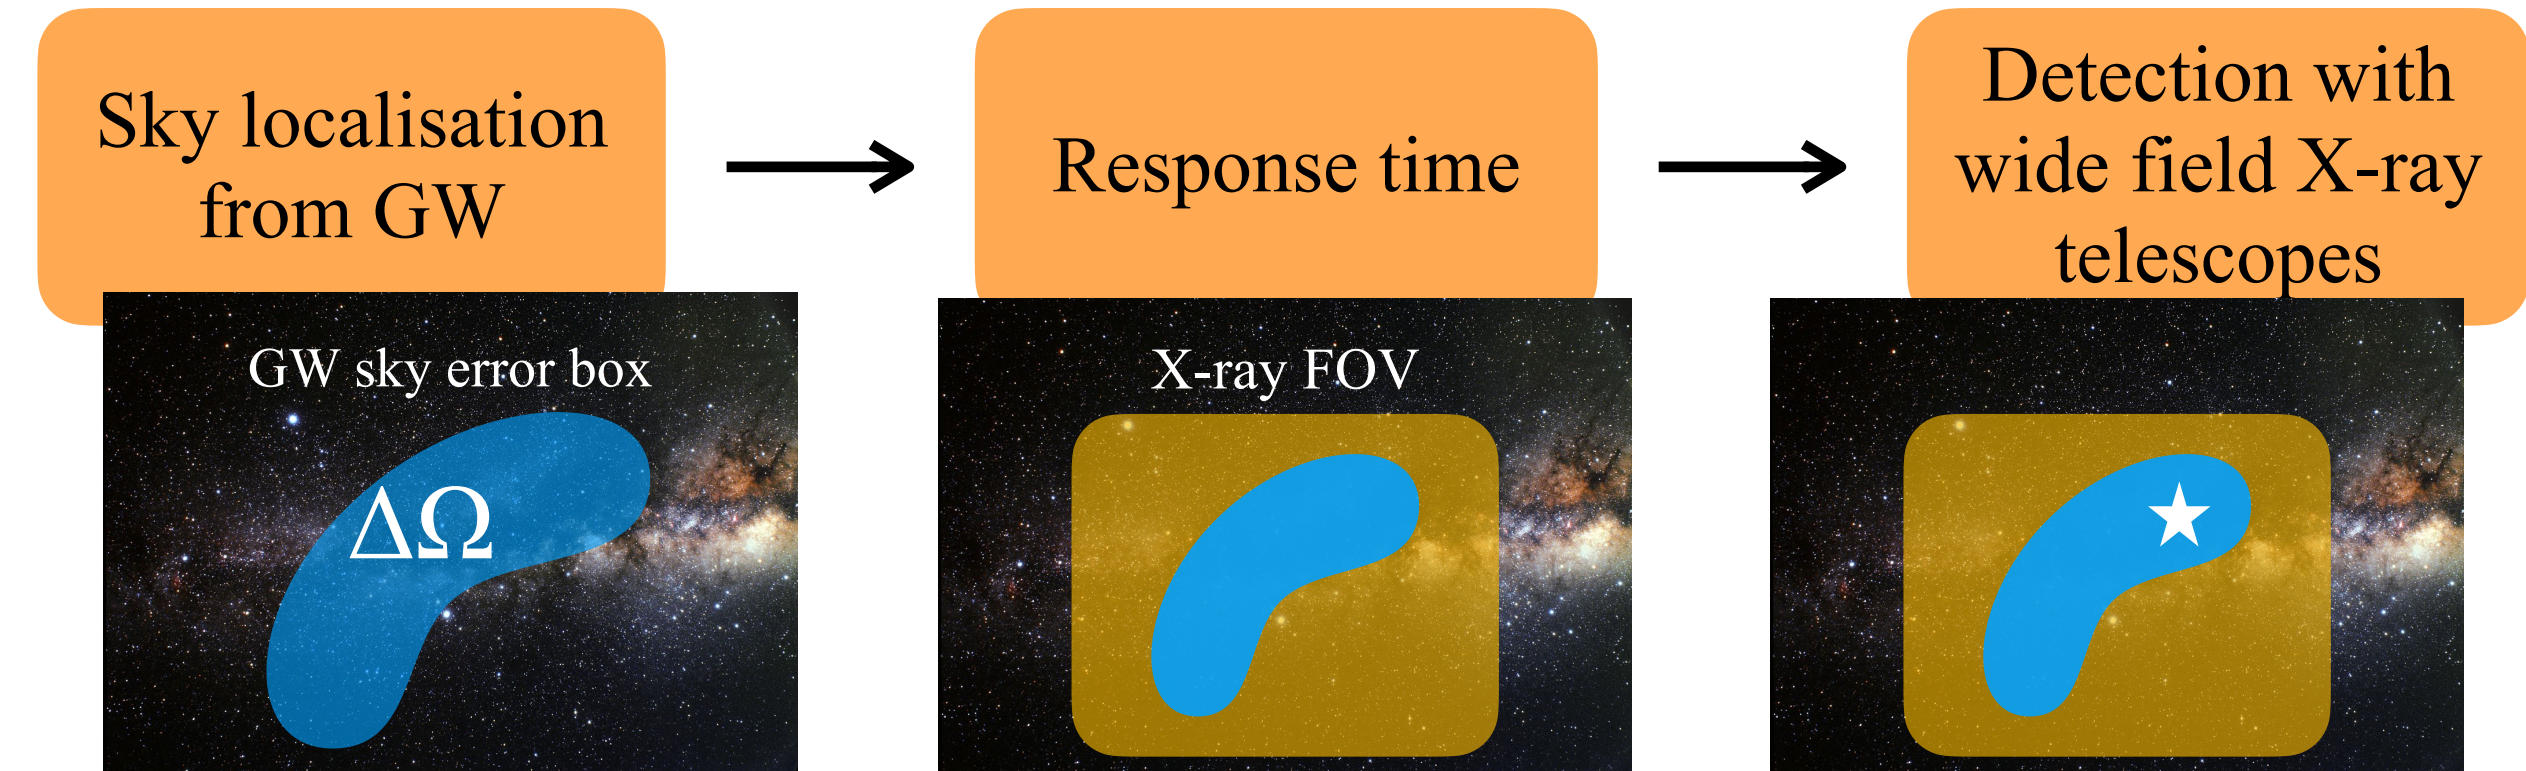 Sky localisation
from GW
Response time
Detection with
wide field X-ray
telescopes
GW sky error box
ΔΩ
X-ray FOV